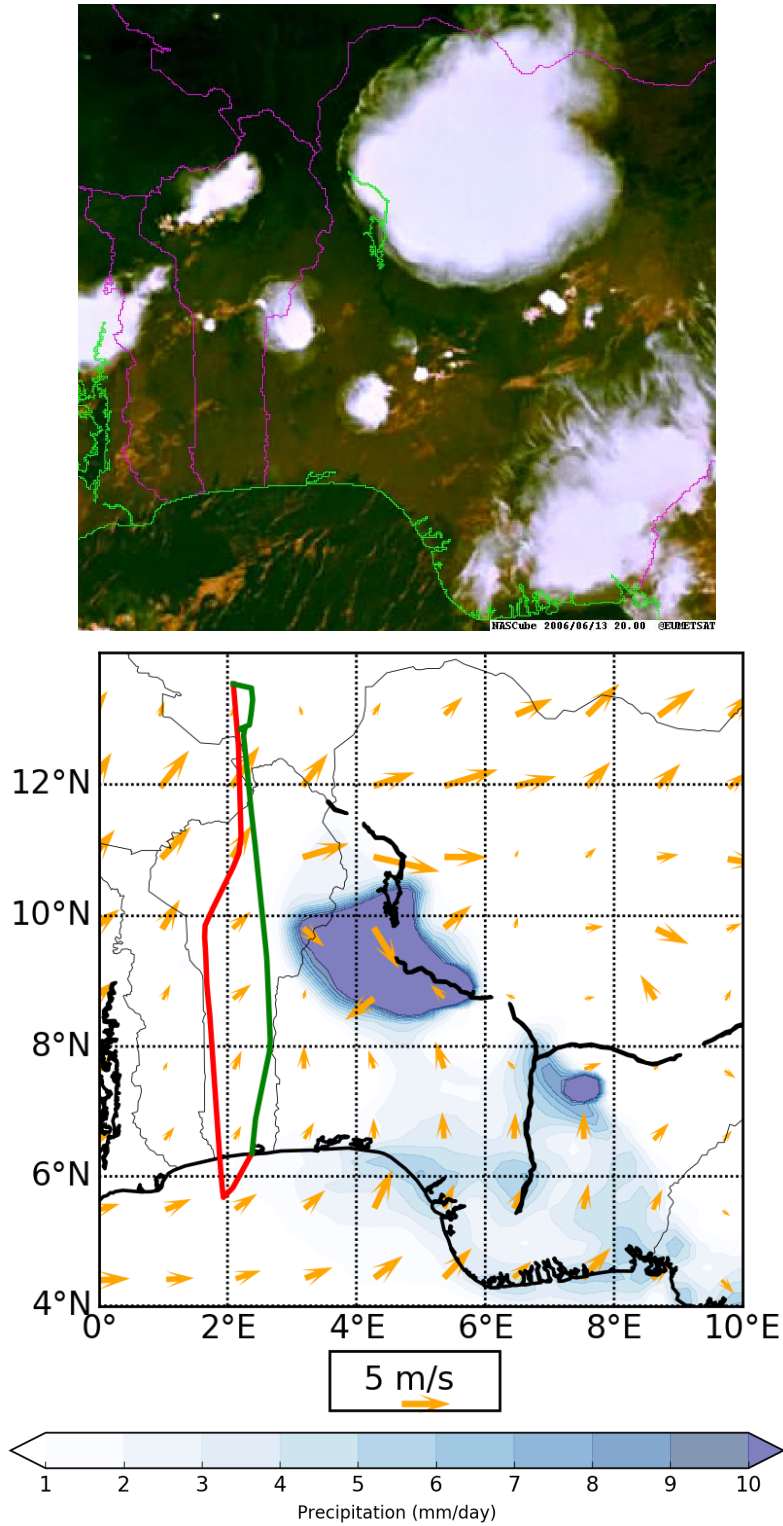 NASCube 2006/06/13 20.00 @EUMETSAT
12°N
10°N
8°N
6°N
4°N
0° 2°E 4°E 6°E 8°E 10°E
5 m/s
1 2 3 4 5 6 7 8 9 10
Precipitation (mm/day)